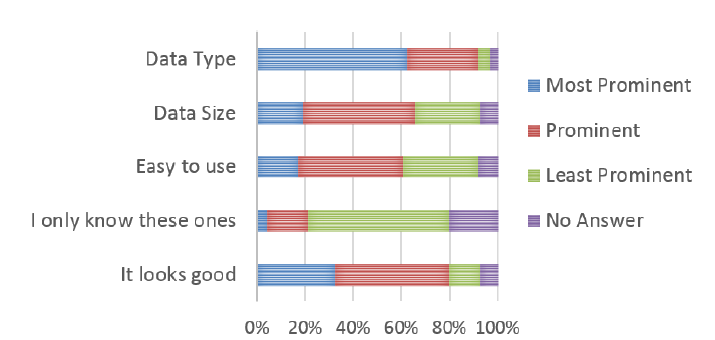 Data Type
Data Size
Easy to use
I only know these ones
It looks good
0% 20% 40% 60% 80% 100%
Most Prominent
Prominent
Least Prominent
No Answer